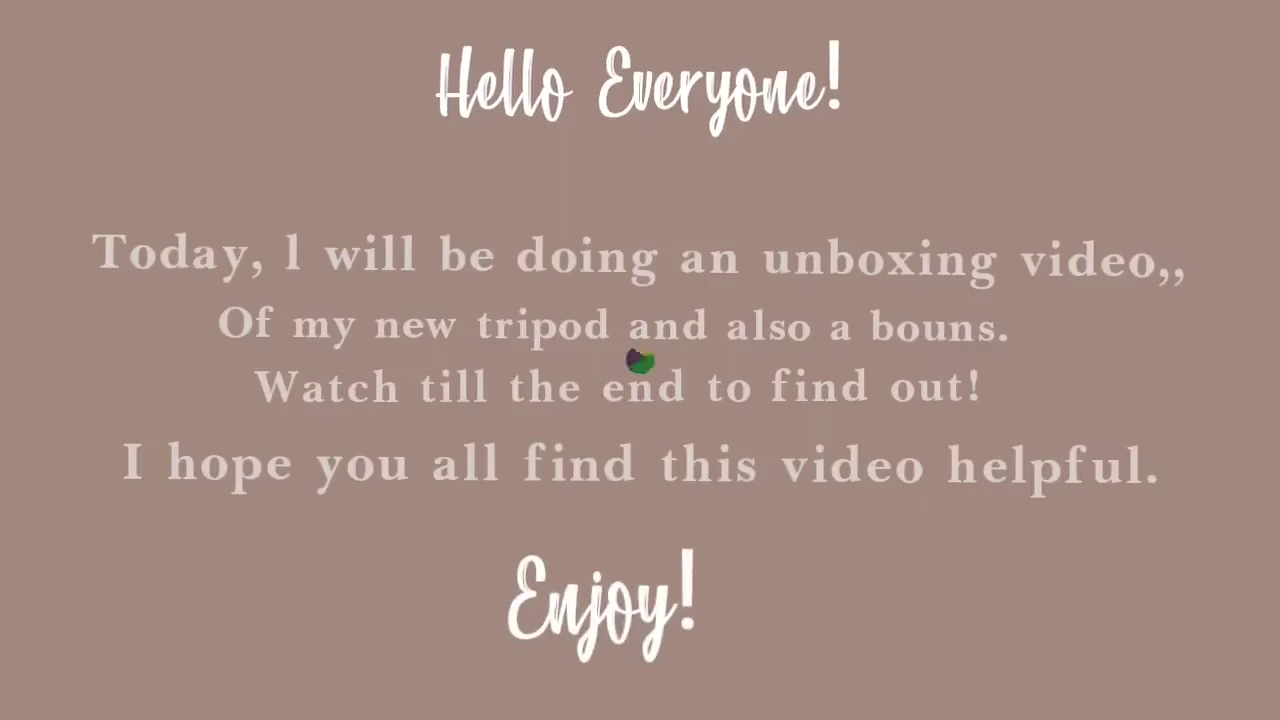 Hello Everyone!
Today, l will be doing an unboxing video,,
Of my new tripod and also a bouns.
Watch till the end to find out!
I hope you all find this video helpful.
Enjoy!